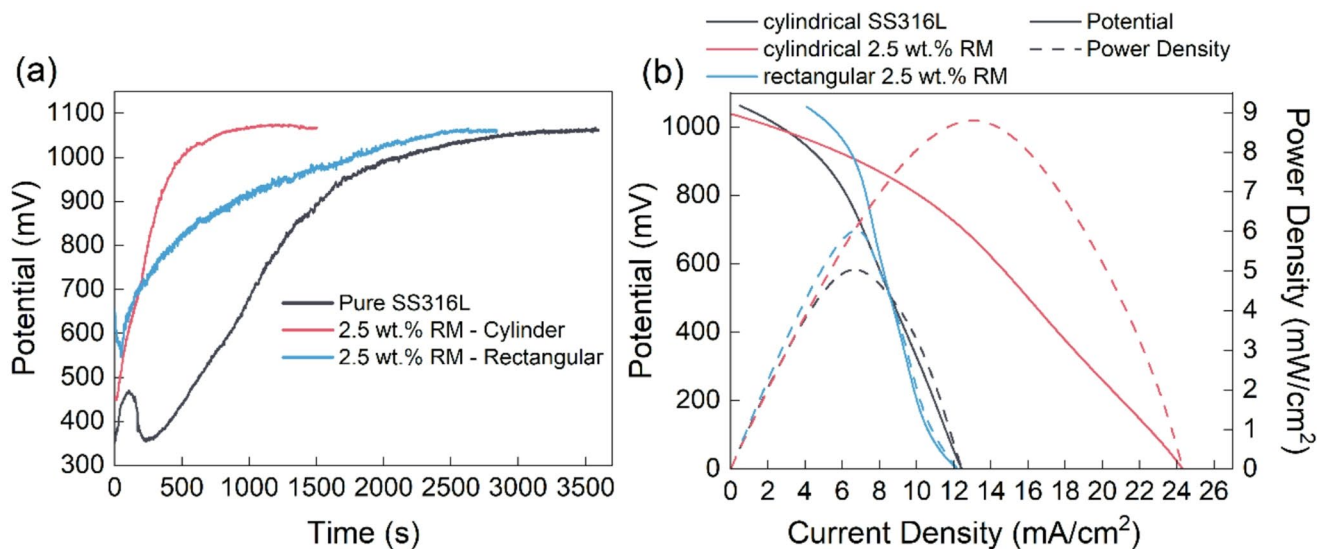 (a)
1100
1000
900
800
700
600
500
400
300
Potential (mV)
Pure SS316L
2.5 wt.% RM - Cylinder
2.5 wt.% RM - Rectangular
0 500 1000 1500 2000 2500 3000 3500
Time (s)
cylindrical SS316L
cylindrical 2.5 wt.% RM
rectangular 2.5 wt.% RM
Potential
Power Density
(b)
1000
800
600
400
200
0
Potential (mV)
9
8
7
6
5
4
3
2
1
0
Power Density (mW/cm²)
0 2 4 6 8 10 12 14 16 18 20 22 24 26
Current Density (mA/cm²)